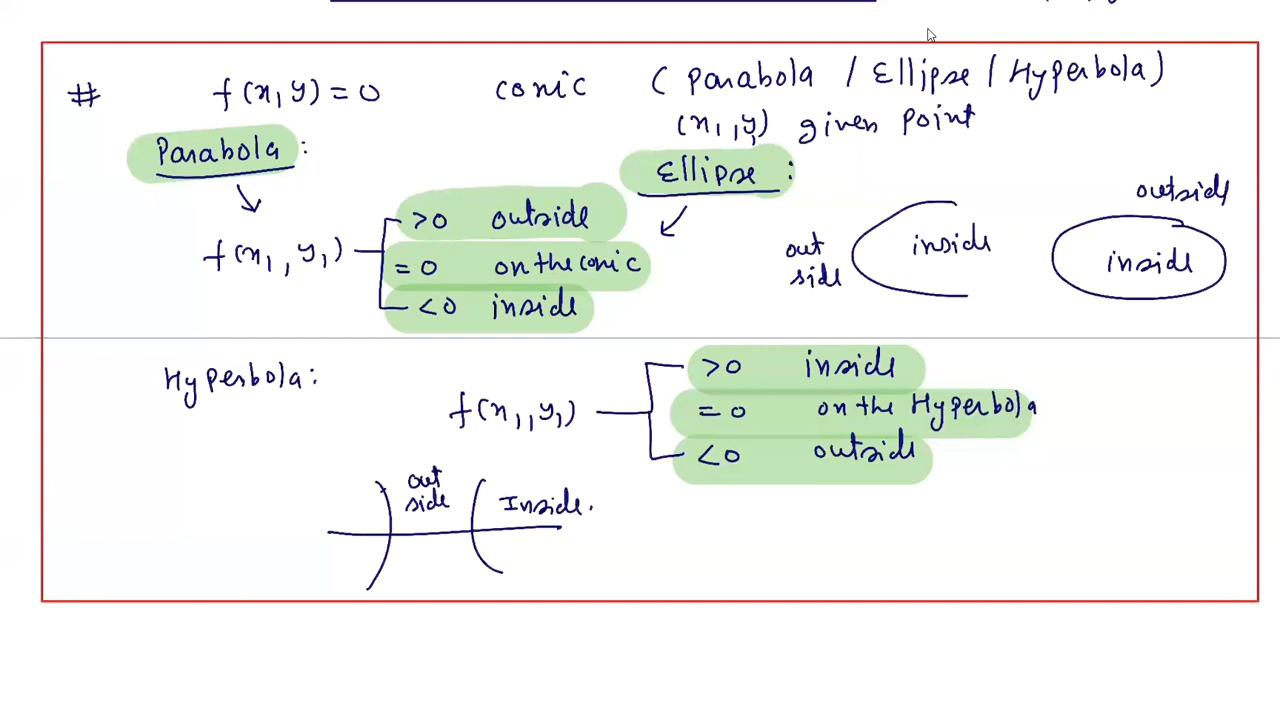 # f(x,y)=0 conic (Parabola / Ellipse / Hyperbola)
(x1,y1) given Point
Parabola:
Ellipse:
f(x1,y1)
>0 outside
=0 on the conic
<0 inside
out
side
inside
outside
inside
Hyperbola:
f(x1,y1)
>0 inside
=0 on the Hyperbola
<0 outside
out
side
Inside.